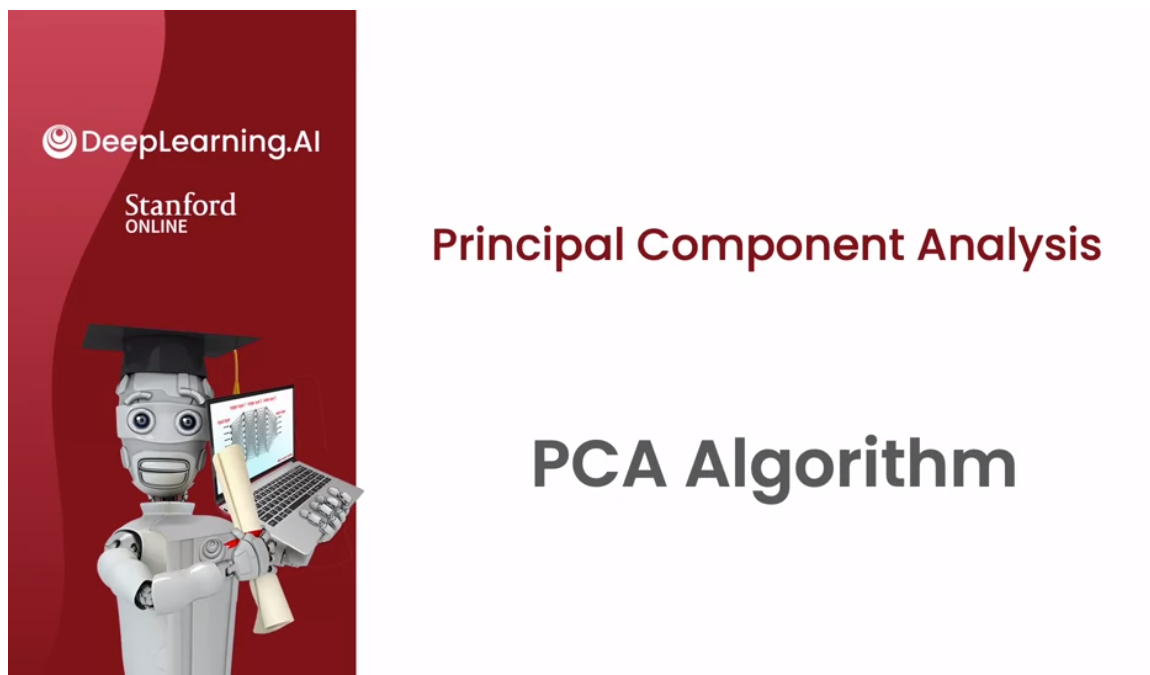 DeepLearning.AI
Stanford
ONLINE
Principal Component Analysis
PCA Algorithm